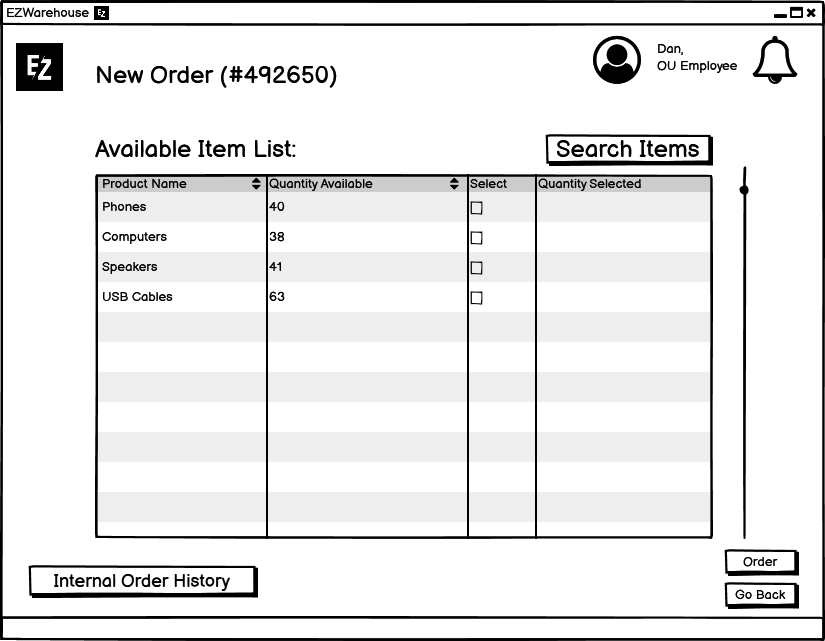 EZWarehouse EZ
EZ
New Order (#492650)
Dan,
OU Employee
Available Item List:
Search Items
Product Name Quantity Available Select Quantity Selected
Phones 40
Computers 38
Speakers 41
USB Cables 63
Order
Internal Order History
Go Back